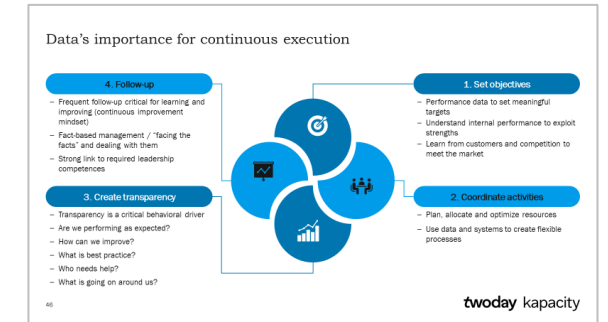 Data's importance for continuous execution
1. Set objectives
– Performance data to set meaningful
targets
– Understand internal performance to exploit
strengths
– Learn from customers and competition to
meet the market
2. Coordinate activities
– Plan, allocate and optimize resources
– Use data and systems to create flexible
processes
3. Create transparency
– Transparency is a critical behavioral driver
– Are we performing as expected?
– How can we improve?
– What is best practice?
– Who needs help?
– What is going on around us?
4. Follow-up
– Frequent follow-up critical for learning and
improving (continuous improvement
mindset)
– Fact-based management / "facing the
facts" and dealing with them
– Strong link to required leadership
competences
46
twoday kapacity